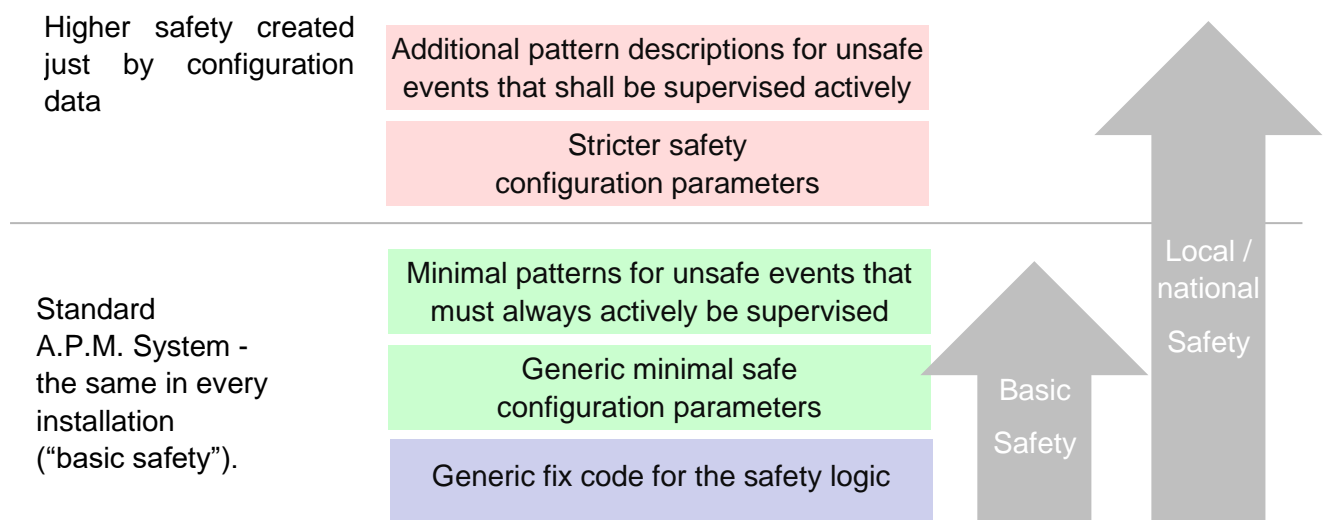 Higher safety created
just by configuration
data
Additional pattern descriptions for unsafe
events that shall be supervised actively
Stricter safety
configuration parameters
Local /
national
Safety
Minimal patterns for unsafe events that
must always actively be supervised
Standard
A.P.M. System -
the same in every
installation
(“basic safety”).
Generic minimal safe
configuration parameters
Basic
Safety
Generic fix code for the safety logic